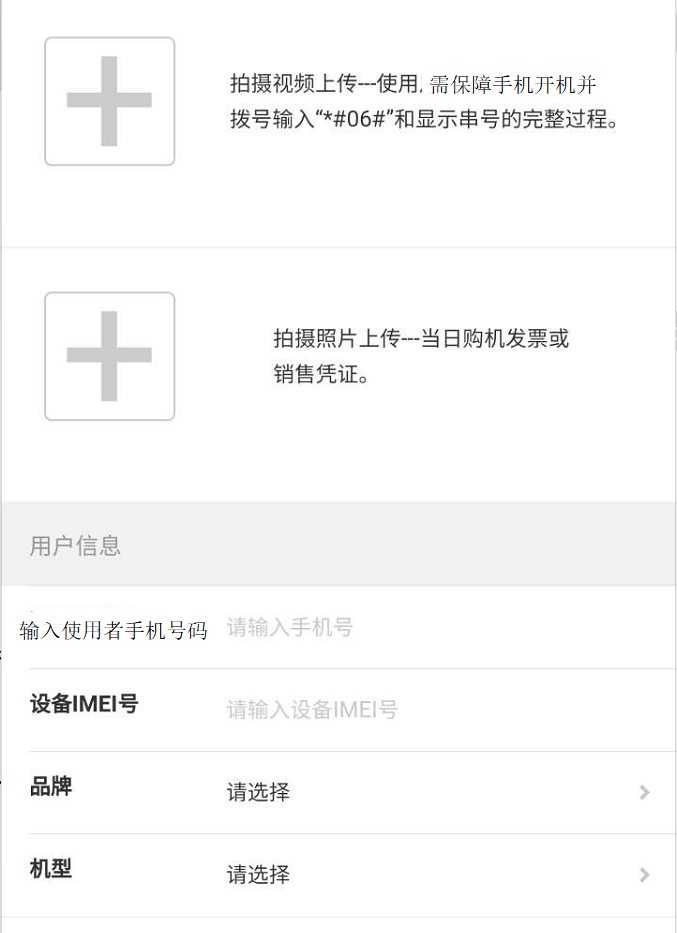 拍摄视频上传---使用, 需保障手机开机并
拨号输入“*#06#”和显示串号的完整过程。
拍摄照片上传---当日购机发票或
销售凭证。
用户信息
输入使用者手机号码 请输入手机号
设备IMEI号 请输入设备IMEI号
品牌 请选择
机型 请选择